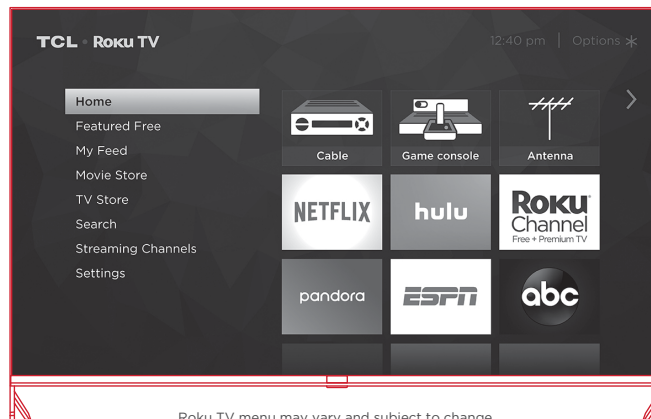 TCL • Roku TV
12:40 pm | Options
Home
Featured Free
My Feed
Movie Store
TV Store
Search
Streaming Channels
Settings
Cable
Game console
Antenna
NETFLIX
hulu
Roku
Channel
Free + Premium TV
pandora
ESPN
abc
Roku TV menu may vary and subject to change.